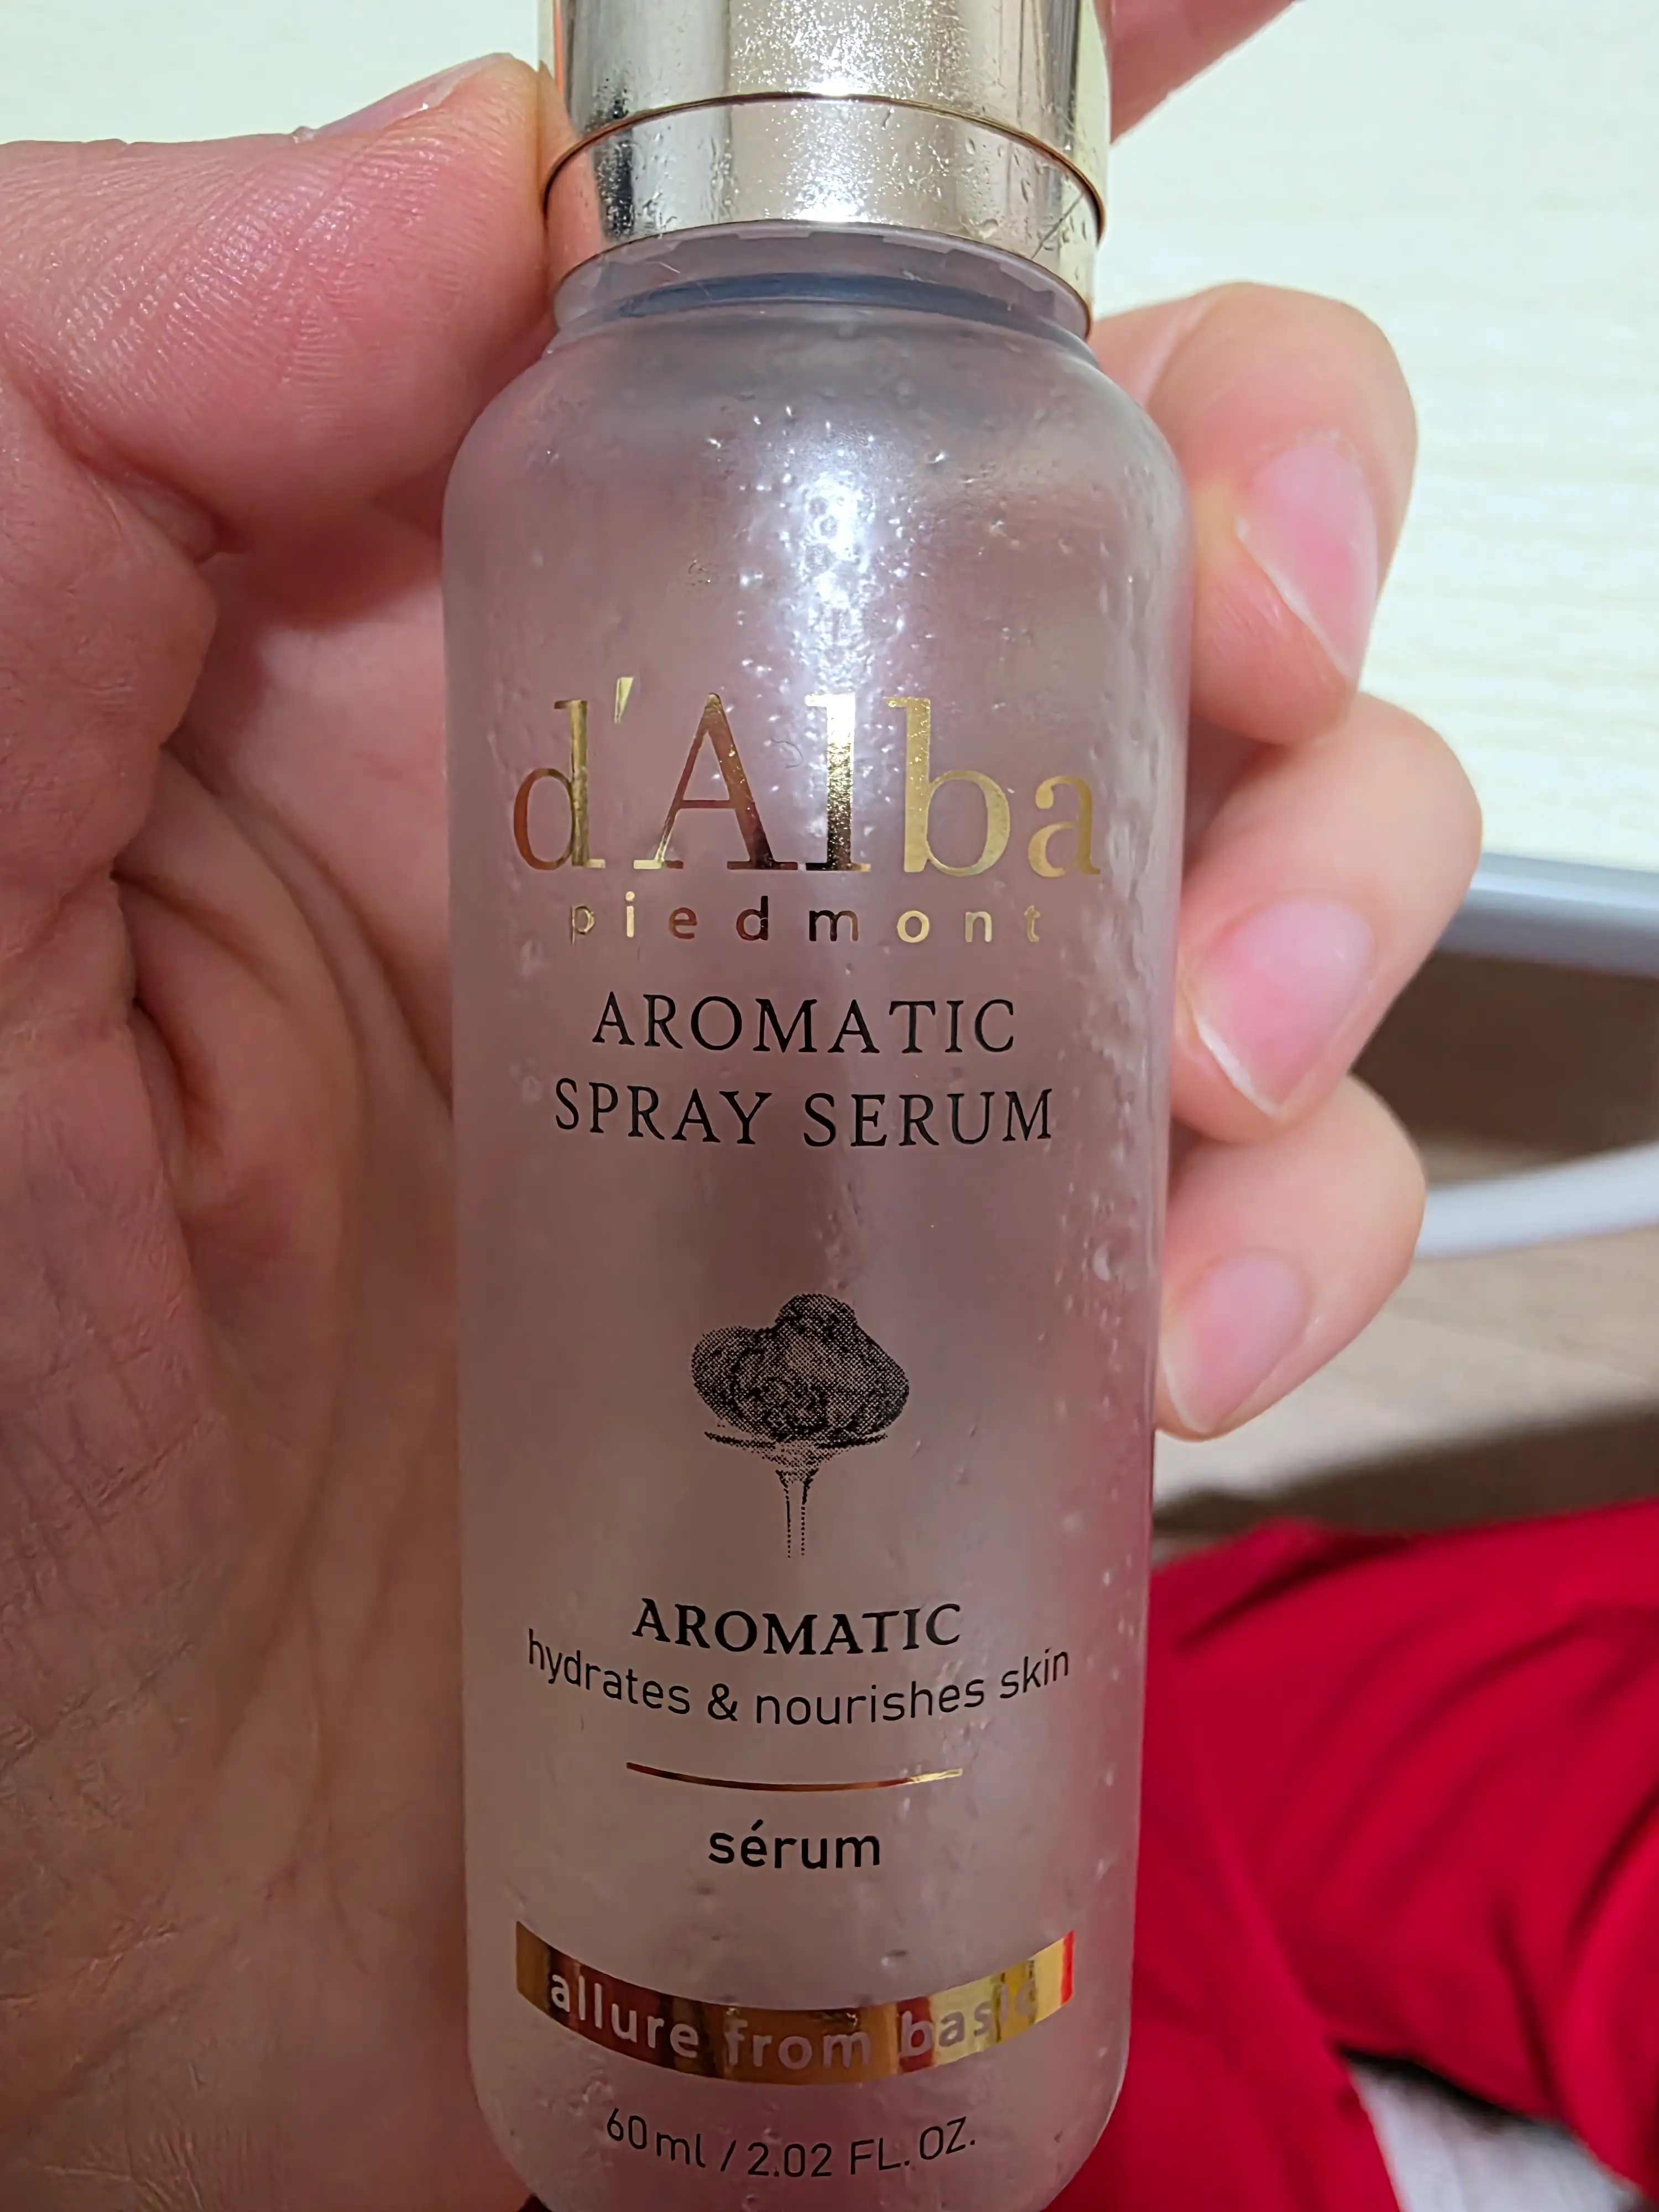 d'Alba
piedmont
AROMATIC
SPRAY SERUM
AROMATIC
hydrates & nourishes skin
sérum
allure from basic
60ml / 2.02 FL.OZ.